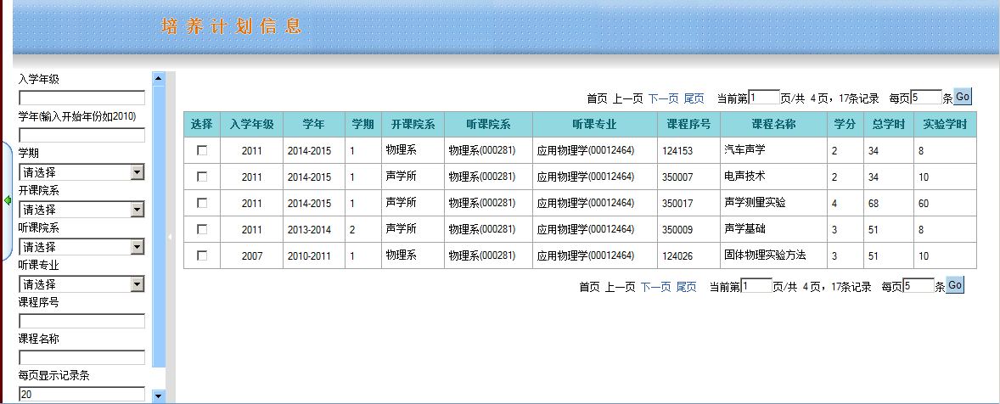 培养计划信息
入学年级
学年(输入开始年份如2010)
学期
请选择
开课院系
请选择
听课院系
请选择
听课专业
请选择
课程序号
课程名称
每页显示记录条
20
首页 上一页 下一页 尾页 当前第1页/共 4 页，17条记录 每页5条Go
选择 入学年级 学年 学期 开课院系 听课院系 听课专业 课程序号 课程名称 学分 总学时 实验学时
2011 2014-2015 1 物理系 物理系(000281) 应用物理学(00012464) 124153 汽车声学 2 34 8
2011 2014-2015 1 声学所 物理系(000281) 应用物理学(00012464) 350007 电声技术 2 34 10
2011 2014-2015 1 声学所 物理系(000281) 应用物理学(00012464) 350017 声学测量实验 4 68 60
2011 2013-2014 2 声学所 物理系(000281) 应用物理学(00012464) 350009 声学基础 3 51 8
2007 2010-2011 1 物理系 物理系(000281) 应用物理学(00012464) 124026 固体物理实验方法 3 51 10
首页 上一页 下一页 尾页 当前第1页/共 4 页，17条记录 每页5条Go